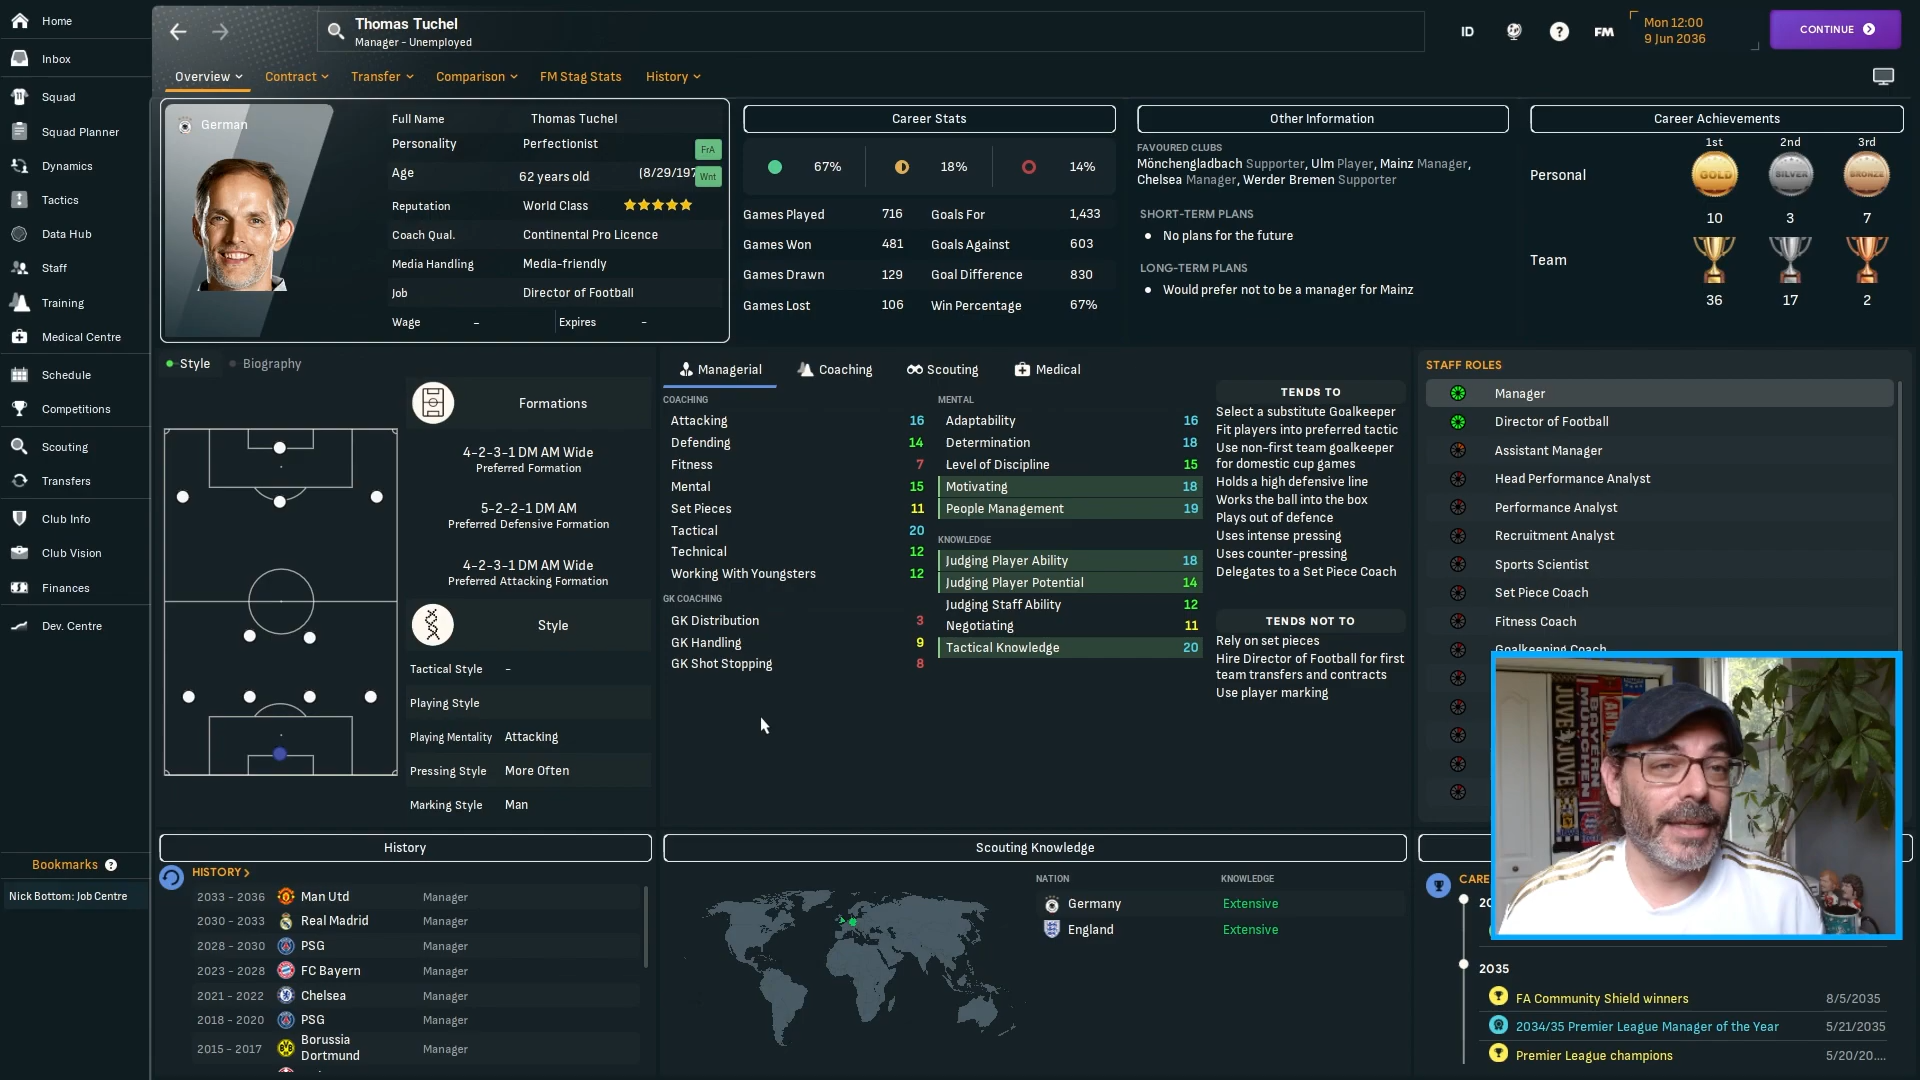 Home
Inbox
Squad
Squad Planner
Dynamics
Tactics
Data Hub
Staff
Training
Medical Centre
Schedule
Competitions
Scouting
Transfers
Club Info
Club Vision
Finances
Dev. Centre
Bookmarks ?
Nick Bottom: Job Centre
Thomas Tuchel
Manager - Unemployed
ID
?
FM
Mon 12:00
9 Jun 2036
CONTINUE
Overview
Contract
Transfer
Comparison
FM Stag Stats
History
German
Full Name Thomas Tuchel
Personality Perfectionist
FrA
Age 62 years old (8/29/197
Wnt
Reputation World Class
Coach Qual. Continental Pro Licence
Media Handling Media-friendly
Job Director of Football
Wage - Expires -
Career Stats
67% 18% 14%
Games Played 716 Goals For 1,433
Games Won 481 Goals Against 603
Games Drawn 129 Goal Difference 830
Games Lost 106 Win Percentage 67%
Other Information
FAVOURED CLUBS
Mönchengladbach Supporter, Ulm Player, Mainz Manager,
Chelsea Manager, Werder Bremen Supporter
SHORT-TERM PLANS
• No plans for the future
LONG-TERM PLANS
• Would prefer not to be a manager for Mainz
Career Achievements
1st 2nd 3rd
Personal
GOLD SILVER BRONZE
10 3 7
Team
36 17 2
Style
Biography
Formations
4-2-3-1 DM AM Wide
Preferred Formation
5-2-2-1 DM AM
Preferred Defensive Formation
4-2-3-1 DM AM Wide
Preferred Attacking Formation
Style
Tactical Style -
Playing Style
Playing Mentality Attacking
Pressing Style More Often
Marking Style Man
Managerial
Coaching
Scouting
Medical
COACHING
Attacking 16
Defending 14
Fitness 7
Mental 15
Set Pieces 11
Tactical 20
Technical 12
Working With Youngsters 12
GK COACHING
GK Distribution 3
GK Handling 9
GK Shot Stopping 8
MENTAL
Adaptability 16
Determination 18
Level of Discipline 15
Motivating 18
People Management 19
KNOWLEDGE
Judging Player Ability 18
Judging Player Potential 14
Judging Staff Ability 12
Negotiating 11
Tactical Knowledge 20
TENDS TO
Select a substitute Goalkeeper
Fit players into preferred tactic
Use non-first team goalkeeper
for domestic cup games
Holds a high defensive line
Works the ball into the box
Plays out of defence
Uses intense pressing
Uses counter-pressing
Delegates to a Set Piece Coach
TENDS NOT TO
Rely on set pieces
Hire Director of Football for first
team transfers and contracts
Use player marking
STAFF ROLES
Manager
Director of Football
Assistant Manager
Head Performance Analyst
Performance Analyst
Recruitment Analyst
Sports Scientist
Set Piece Coach
Fitness Coach
Goalkeeping Coach
JUVE JUVE
BAYERN
MÜNCHEN
History
HISTORY >
2033 - 2036 Man Utd Manager
2030 - 2033 Real Madrid Manager
2028 - 2030 PSG Manager
2023 - 2028 FC Bayern Manager
2021 - 2022 Chelsea Manager
2018 - 2020 PSG Manager
2015 - 2017 Borussia Dortmund Manager
Scouting Knowledge
NATION KNOWLEDGE
Germany Extensive
England Extensive
CARE
20
2035
FA Community Shield winners 8/5/2035
2034/35 Premier League Manager of the Year 5/21/2035
Premier League champions 5/20/20....